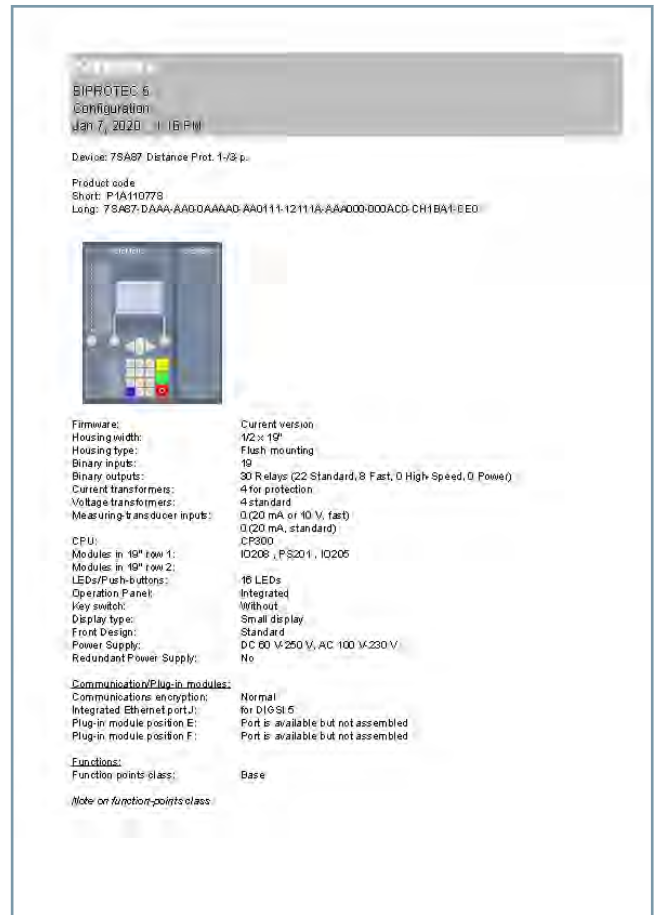 SIPROTEC 5
Configuration
Jan 7, 2020 1:16 PM
Device: 7SA87 Distance Prot. 1-/3-p.
Product code
Short: P1A110778
Long: 7SA87-DAAA-AA0-0AAAA0-AA0111-12111A-AAA000-000AC0-CH1BA1-CE0
Firmware: Current version
Housing width: 1/2 x 19"
Housing type: Flush mounting
Binary inputs: 19
Binary outputs: 30 Relays (22 Standard, 8 Fast, 0 High-Speed, 0 Power)
Current transformers: 4 for protection
Voltage transformers: 4 standard
Measuring-transducer inputs: 0 (20 mA or 10 V, fast)
0 (20 mA, standard)
CPU: CP300
Modules in 19" row 1: IO208 , PS201 , IO205
Modules in 19" row 2:
LEDs/Push-buttons: 16 LEDs
Operation Panel: Integrated
Key switch: Without
Display type: Small display
Front Design: Standard
Power Supply: DC 60 V-250 V, AC 100 V-230 V
Redundant Power Supply: No
Communication/Plug-in modules:
Communications encryption: Normal
Integrated Ethernet port J: for DIGSI 5
Plug-in module position E: Port is available but not assembled
Plug-in module position F: Port is available but not assembled
Functions:
Function points class: Base
Note on function-points class